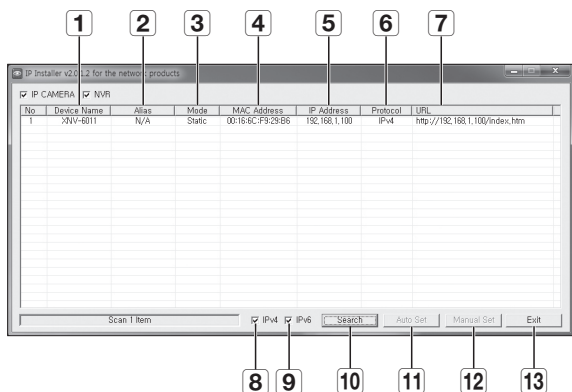 1 2 3 4 5 6 7
IP Installer v2.0.1.2 for the network products
IP CAMERA NVR
No Device Name Alias Mode MAC Address IP Address Protocol URL
1 XNV-6011 N/A Static 00:16:6C:F9:29:B6 192,168,1,100 IPv4 http://192,168,1,100/index,htm
Scan 1 Item IPv4 IPv6 Search Auto Set Manual Set Exit
8 9 10 11 12 13